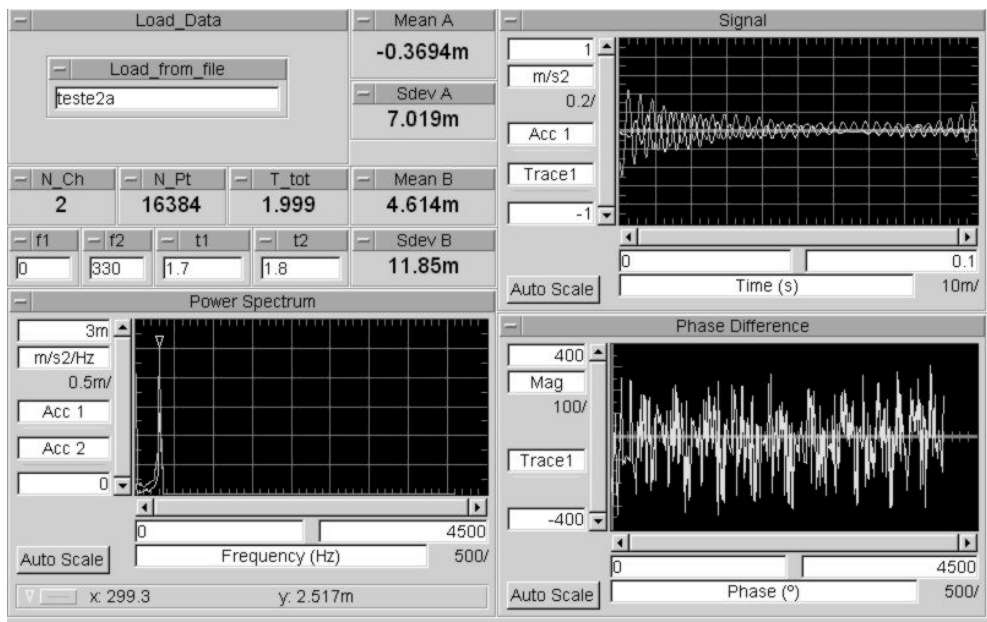 Load_Data
Load_from_file
teste2a
Mean A
-0.3694m
Sdev A
7.019m
N_Ch
2
N_Pt
16384
T_tot
1.999
Mean B
4.614m
f1
0
f2
330
t1
1.7
t2
1.8
Sdev B
11.85m
Power Spectrum
3m
m/s2/Hz
0.5m/
Acc 1
Acc 2
0
0
4500
Auto Scale
Frequency (Hz)
500/
x: 299.3
y: 2.517m
Signal
1
m/s2
0.2/
Acc 1
Trace1
-1
0
0.1
Auto Scale
Time (s)
10m/
Phase Difference
400
Mag
100/
Trace1
-400
0
4500
Auto Scale
Phase (º)
500/